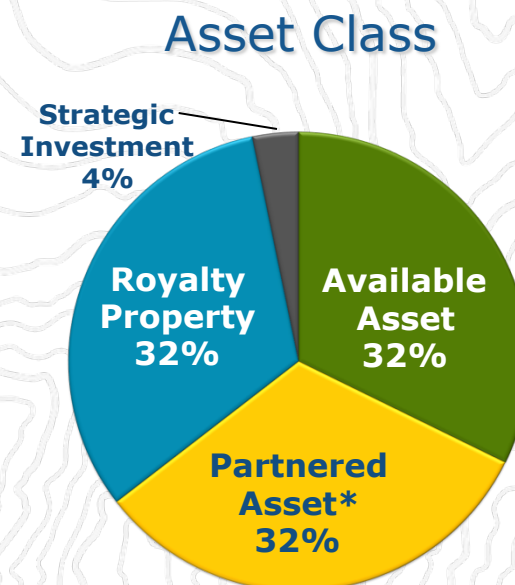 Asset Class
Strategic
Investment
4%
Royalty
Property
32%
Available
Asset
32%
Partnered
Asset*
32%